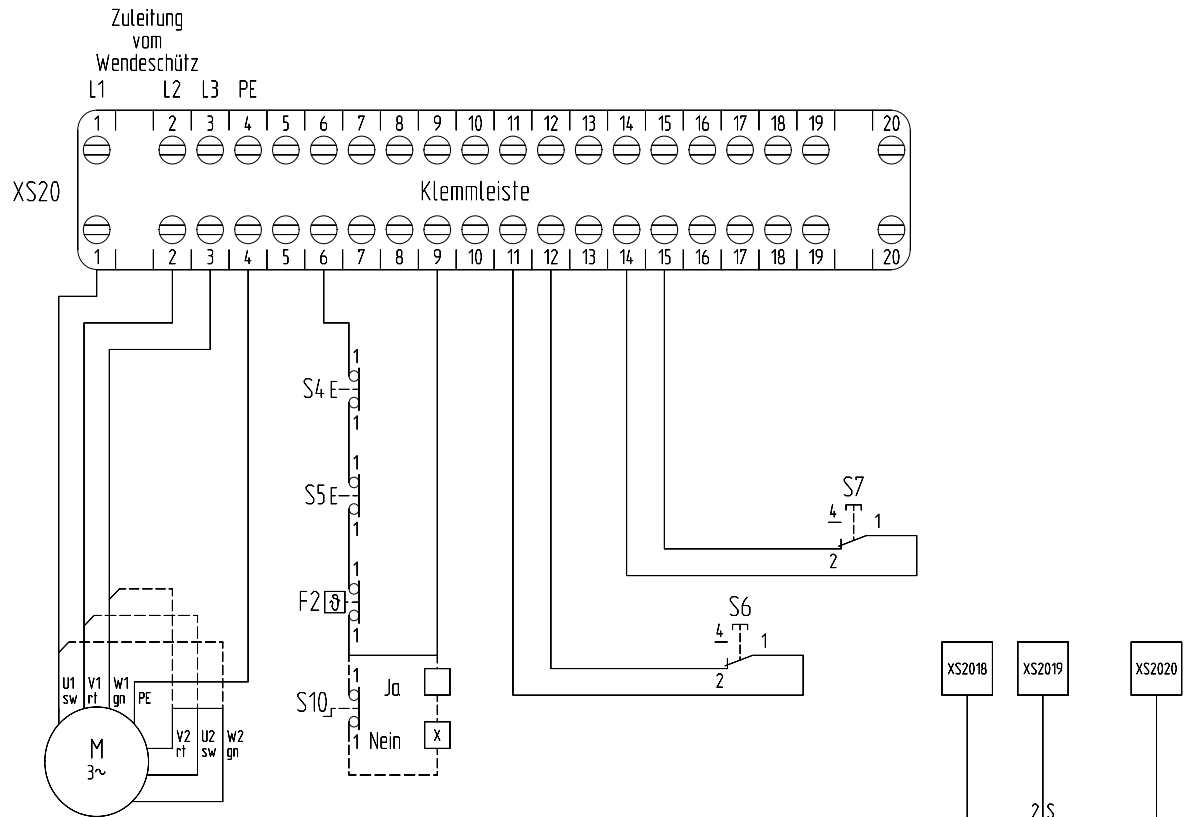 Zuleitung
vom
Wendeschütz
L1 L2 L3 PE
1 2 3 4 5 6 7 8 9 10 11 12 13 14 15 16 17 18 19 20
XS20 Klemmleiste
1 2 3 4 5 6 7 8 9 10 11 12 13 14 15 16 17 18 19 20
1
S4 E
1
1
S5 E
1
S7
4 1
2
1
F2 ϑ
1
S6
4 1
2
U1 V1 W1
sw rt gn PE
1
S10
1
Ja
Nein X
XS2018 XS2019 XS2020
V2 U2 W2
rt sw gn
M
3~
2 S